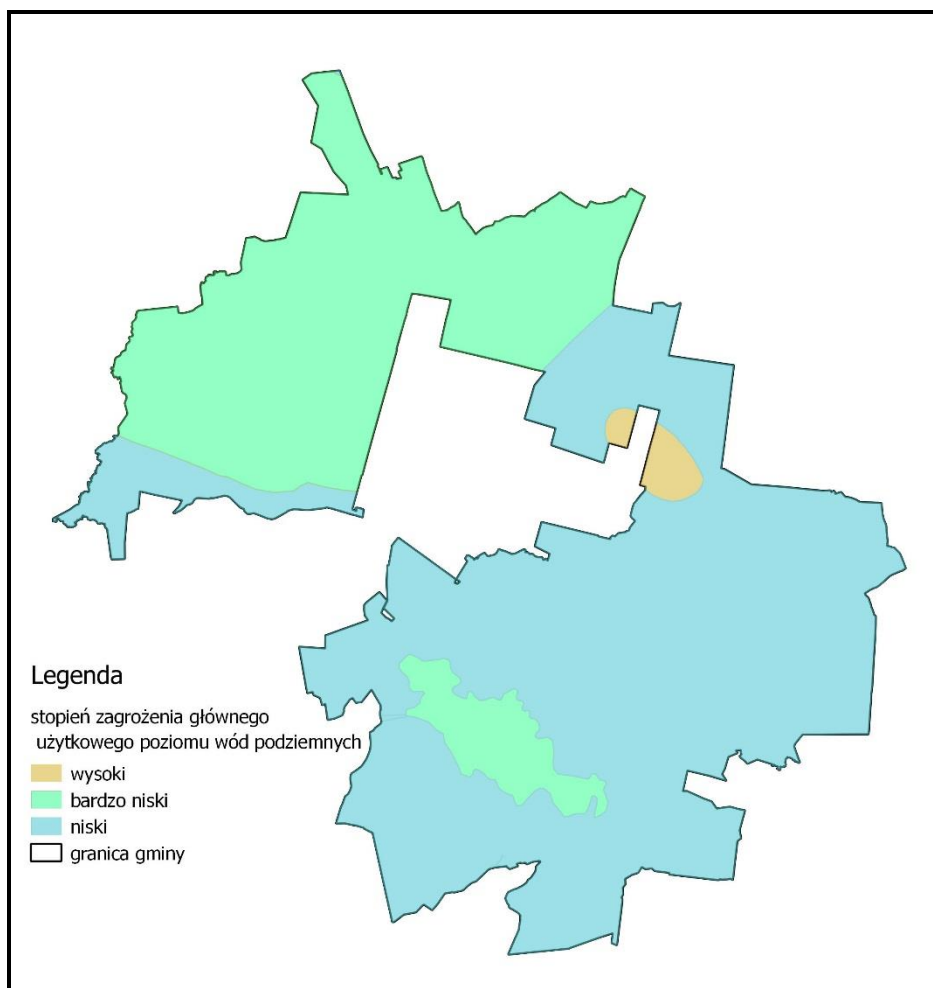 Legenda
stopień zagrożenia głównego
użytkowego poziomu wód podziemnych
wysoki
bardzo niski
niski
granica gminy